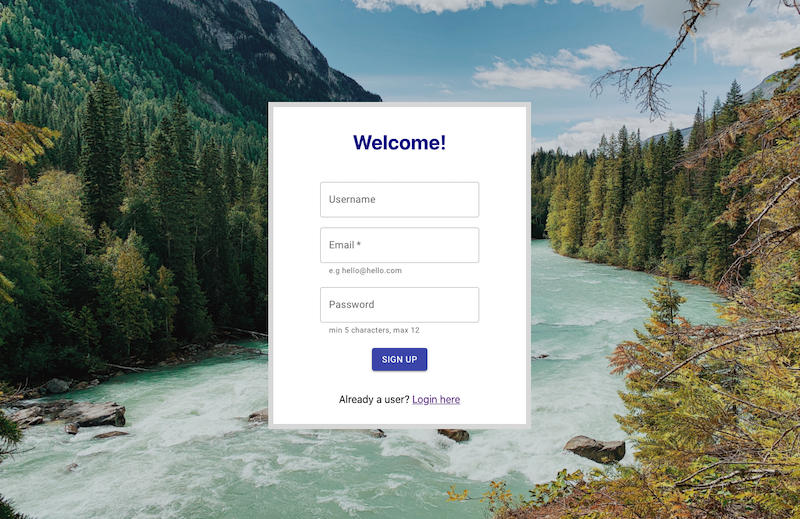 Welcome!
Username
Email *
e.g hello@hello.com
Password
min 5 characters, max 12
SIGN UP
Already a user? Login here